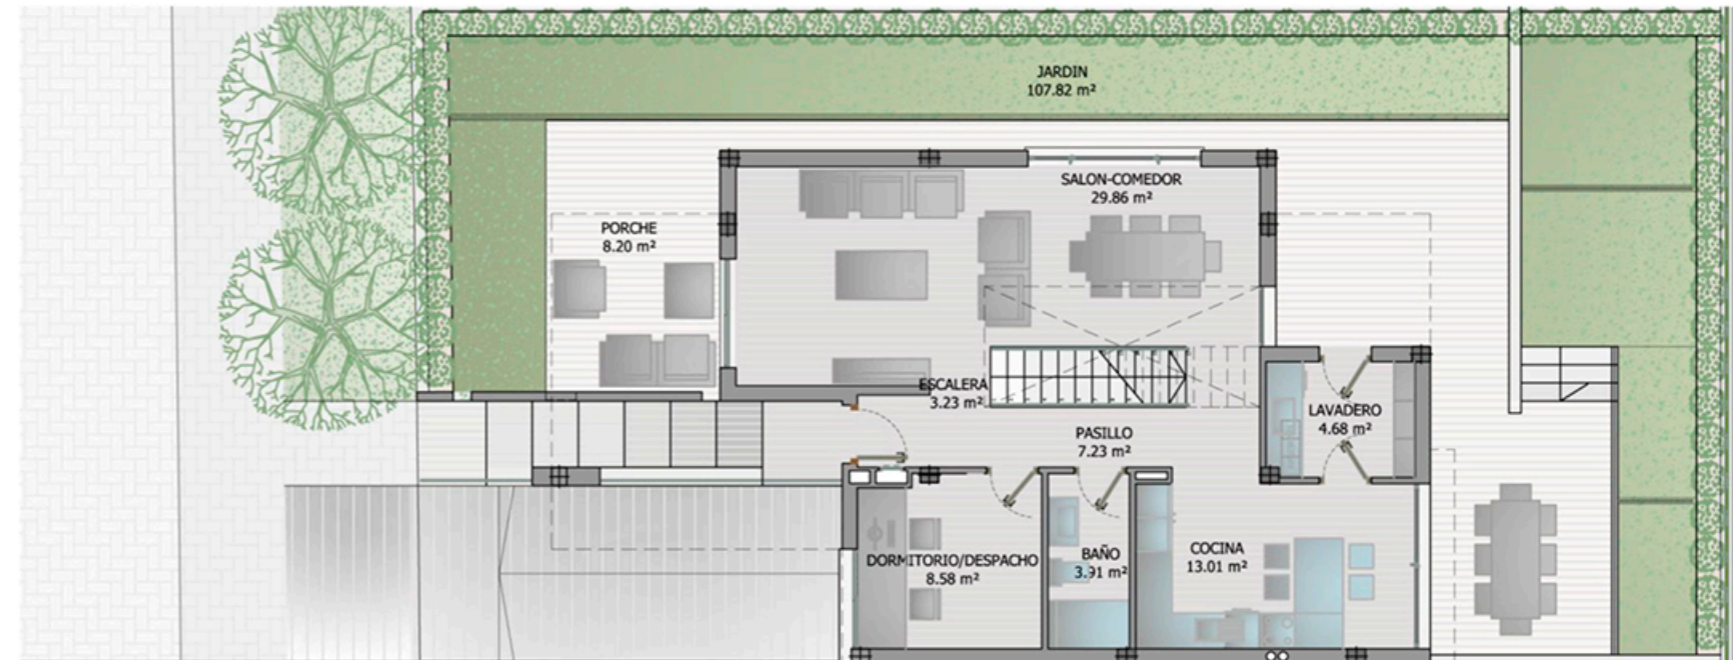 JARDIN
107.82 m²
SALON-COMEDOR
29.86 m²
PORCHE
8.20 m²
ESCALERA
3.23 m²
LAVADERO
4.68 m²
PASILLO
7.23 m²
DORMITORIO/DESPACHO
8.58 m²
BAÑO
3.91 m²
COCINA
13.01 m²